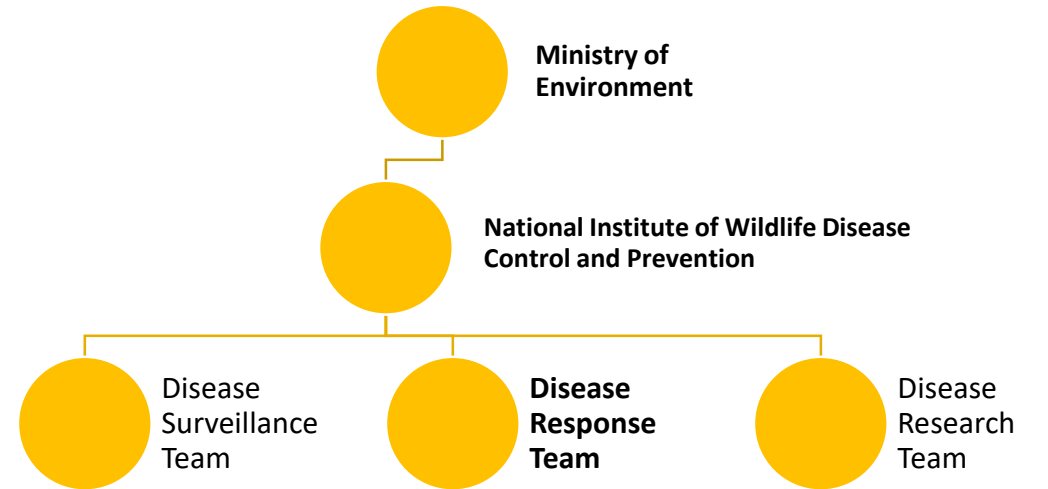 Ministry of
Environment
National Institute of Wildlife Disease
Control and Prevention
Disease
Surveillance
Team
Disease
Response
Team
Disease
Research
Team